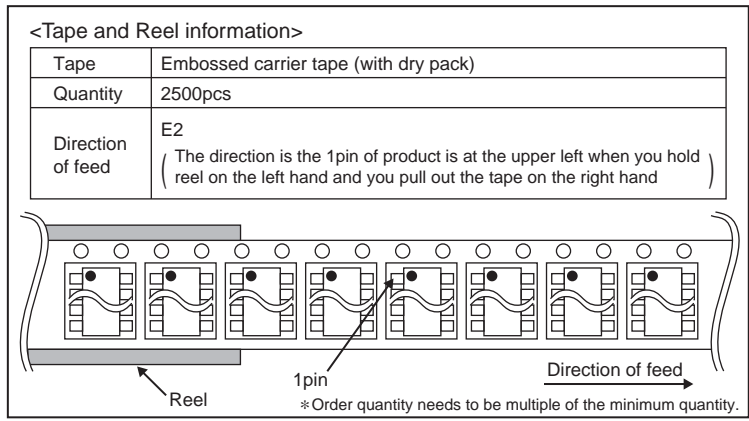 <Tape and Reel information>
Tape Embossed carrier tape (with dry pack)
Quantity 2500pcs
Direction of feed E2
( The direction is the 1pin of product is at the upper left when you hold
reel on the left hand and you pull out the tape on the right hand )
1pin
Direction of feed
Reel
*Order quantity needs to be multiple of the minimum quantity.